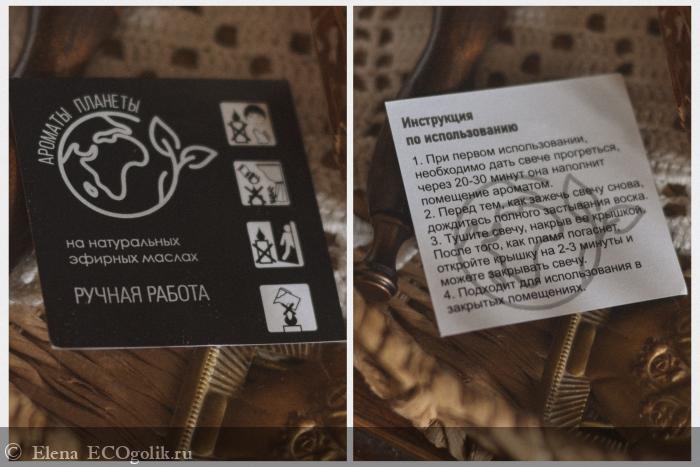 АРОМАТЫ ПЛАНЕТЫ
на натуральных
эфирных маслах
РУЧНАЯ РАБОТА
Инструкция
по использованию
1. При первом использовании,
необходимо дать свече прогреться,
через 20-30 минут она наполнит
помещение ароматом.
2. Перед тем, как зажечь свечу снова,
дождитесь полного застывания воска.
3. Тушите свечу, накрыв ее крышкой.
После того, как пламя погаснет,
откройте крышку на 2-3 минуты и
можете закрывать свечу.
4. Подходит для использования в
закрытых помещениях.
© Elena ECOgolik.ru